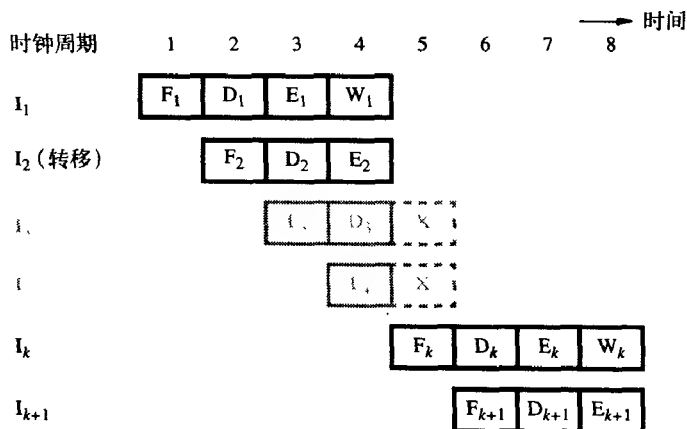 时间
时钟周期 1 2 3 4 5 6 7 8
I₁ F₁ D₁ E₁ W₁
I₂（转移） F₂ D₂ E₂
D₃ X
X
Iₖ Fₖ Dₖ Eₖ Wₖ
Iₖ₊₁ Fₖ₊₁ Dₖ₊₁ Eₖ₊₁